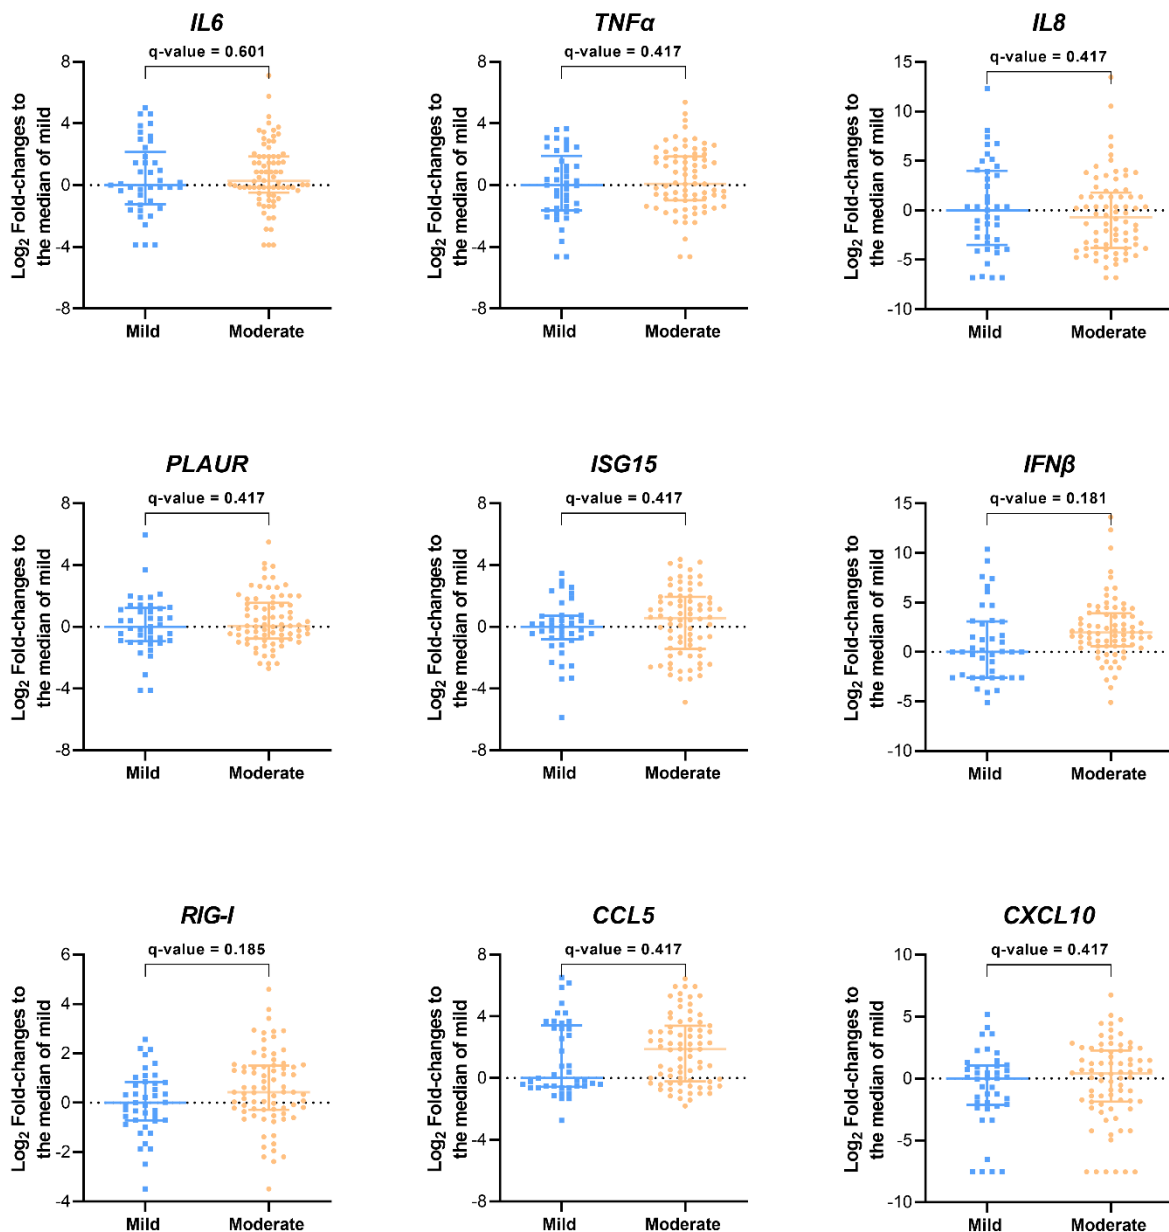 IL6
q-value = 0.601
Log2 Fold-changes to
the median of mild
8
4
0
-4
-8
Mild
Moderate
TNFα
q-value = 0.417
Log2 Fold-changes to
the median of mild
8
4
0
-4
-8
Mild
Moderate
IL8
q-value = 0.417
Log2 Fold-changes to
the median of mild
15
10
5
0
-5
-10
Mild
Moderate
PLAUR
q-value = 0.417
Log2 Fold-changes to
the median of mild
8
4
0
-4
-8
Mild
Moderate
ISG15
q-value = 0.417
Log2 Fold-changes to
the median of mild
8
4
0
-4
-8
Mild
Moderate
IFNβ
q-value = 0.181
Log2 Fold-changes to
the median of mild
15
10
5
0
-5
-10
Mild
Moderate
RIG-I
q-value = 0.185
Log2 Fold-changes to
the median of mild
6
4
2
0
-2
-4
Mild
Moderate
CCL5
q-value = 0.417
Log2 Fold-changes to
the median of mild
8
4
0
-4
-8
Mild
Moderate
CXCL10
q-value = 0.417
Log2 Fold-changes to
the median of mild
10
5
0
-5
-10
Mild
Moderate